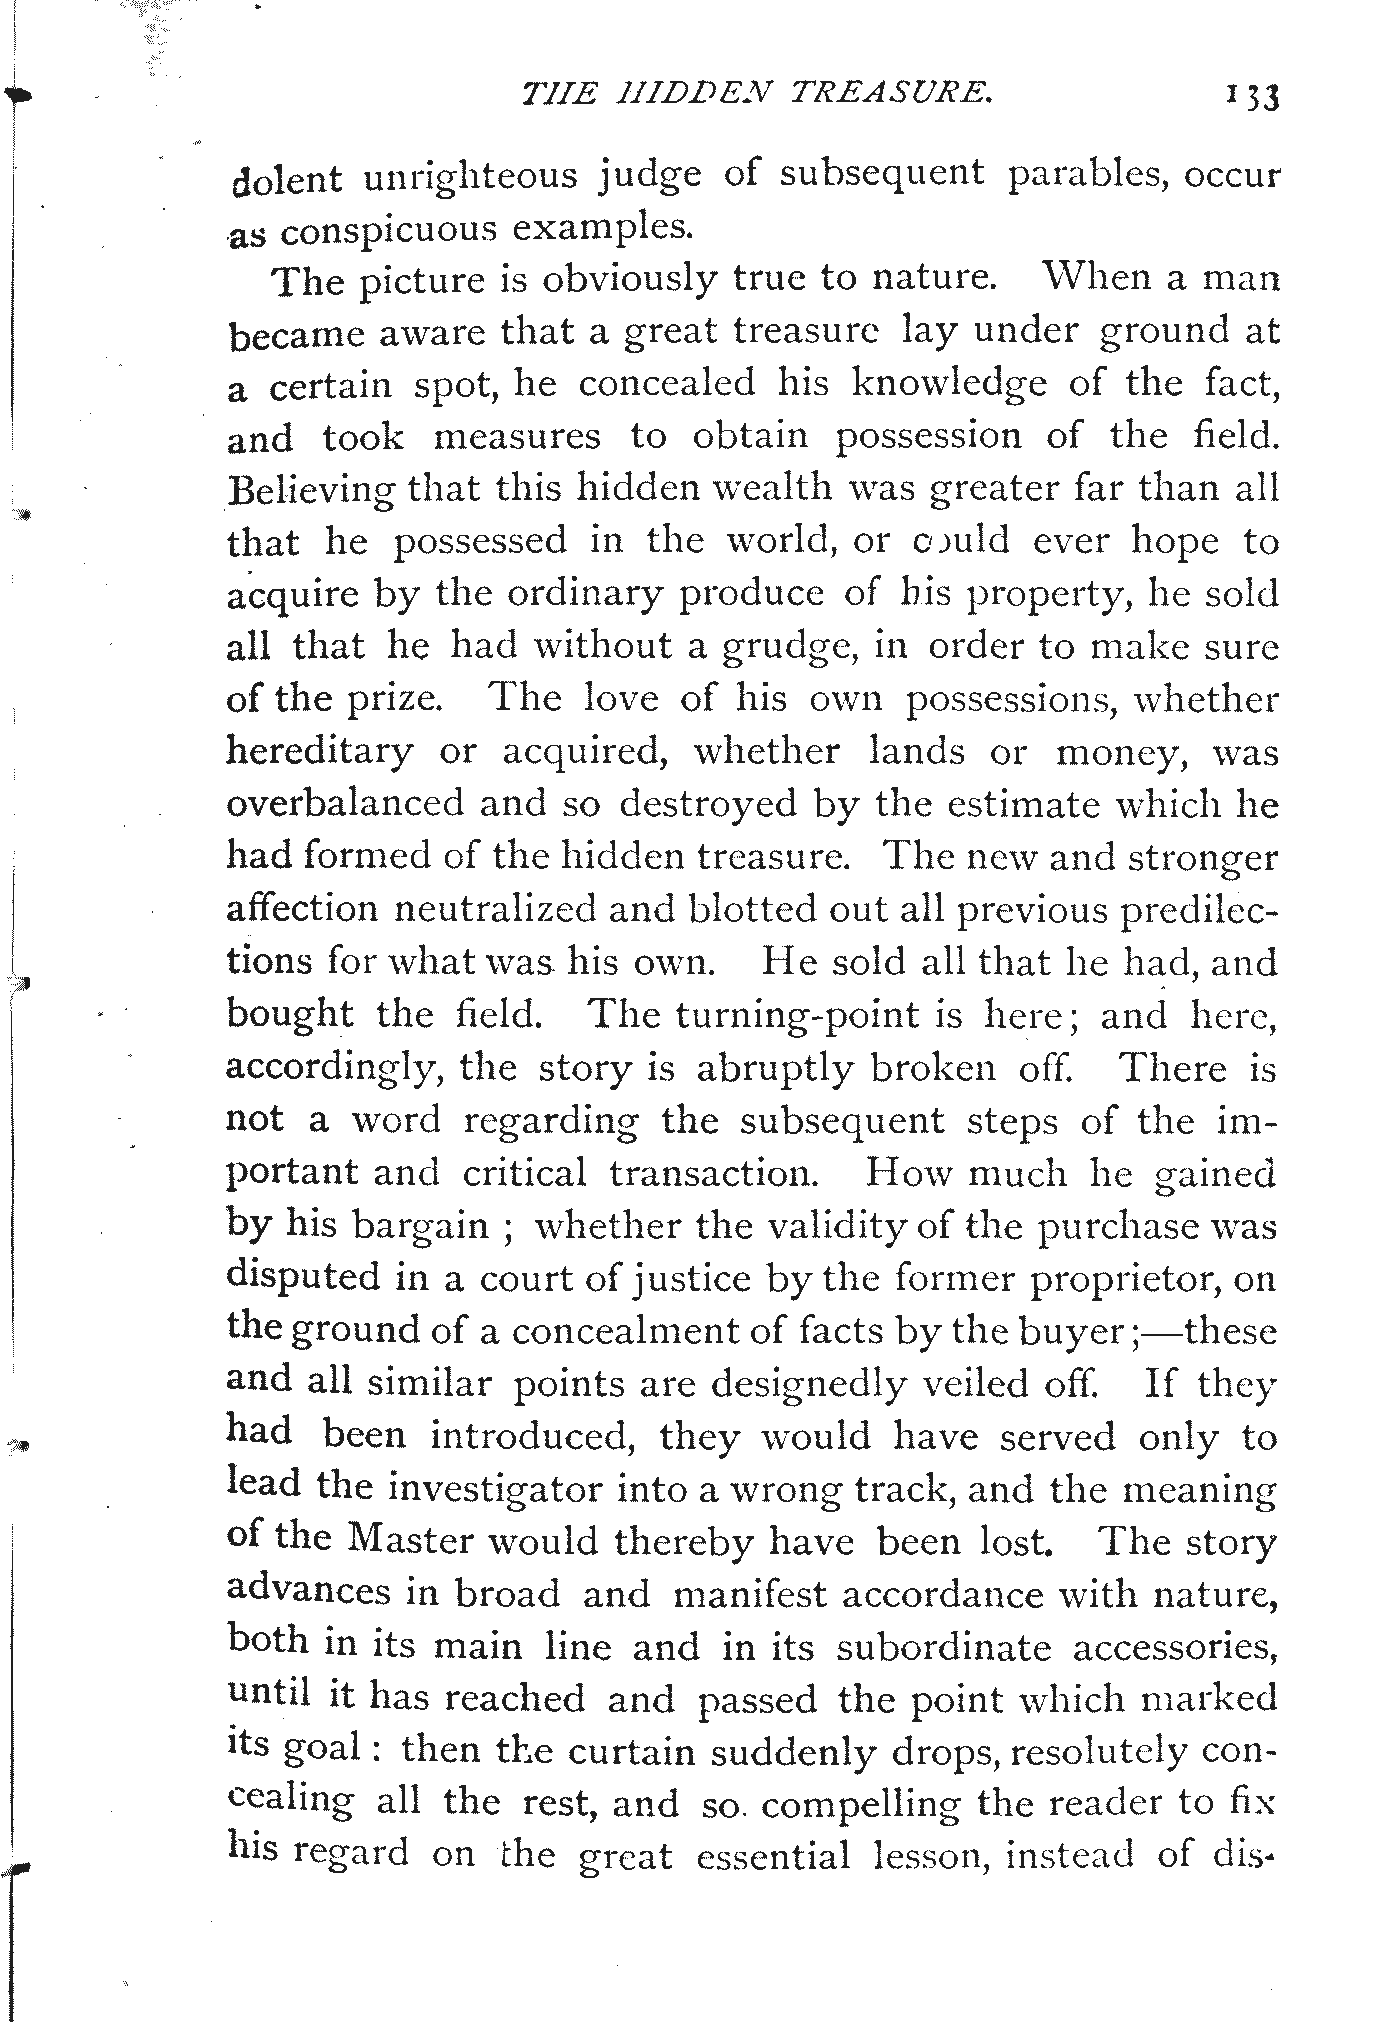 THE HIDDEN TREASURE. 133
dolent unrighteous judge of subsequent parables, occur
as conspicuous examples.
The picture is obviously true to nature. When a man
became aware that a great treasure lay under ground at
a certain spot, he concealed his knowledge of the fact,
and took measures to obtain possession of the field.
Believing that this hidden wealth was greater far than all
that he possessed in the world, or could ever hope to
acquire by the ordinary produce of his property, he sold
all that he had without a grudge, in order to make sure
of the prize. The love of his own possessions, whether
hereditary or acquired, whether lands or money, was
overbalanced and so destroyed by the estimate which he
had formed of the hidden treasure. The new and stronger
affection neutralized and blotted out all previous predilec-
tions for what was his own. He sold all that he had, and
bought the field. The turning-point is here; and here,
accordingly, the story is abruptly broken off. There is
not a word regarding the subsequent steps of the im-
portant and critical transaction. How much he gained
by his bargain ; whether the validity of the purchase was
disputed in a court of justice by the former proprietor, on
the ground of a concealment of facts by the buyer;—these
and all similar points are designedly veiled off. If they
had been introduced, they would have served only to
lead the investigator into a wrong track, and the meaning
of the Master would thereby have been lost. The story
advances in broad and manifest accordance with nature,
both in its main line and in its subordinate accessories,
until it has reached and passed the point which marked
its goal : then the curtain suddenly drops, resolutely con-
cealing all the rest, and so compelling the reader to fix
his regard on the great essential lesson, instead of dis-